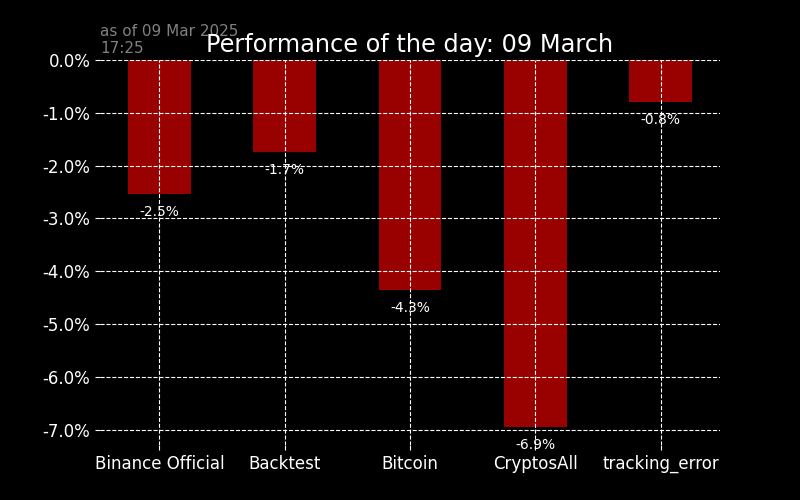 as of 09 Mar 2025
17:25
Performance of the day: 09 March
0.0%
-1.0%
-2.0%
-3.0%
-4.0%
-5.0%
-6.0%
-7.0%
-2.5%
-1.7%
-4.3%
-6.9%
-0.8%
Binance Official
Backtest
Bitcoin
CryptosAll
tracking_error